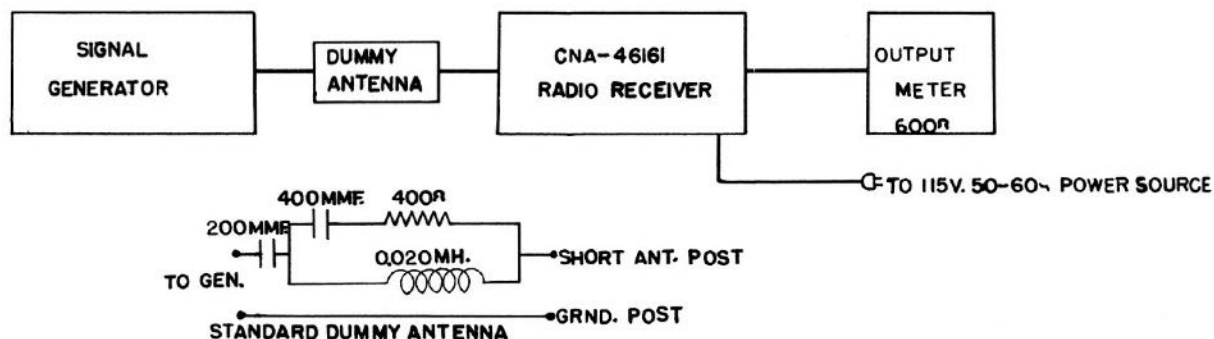 SIGNAL
GENERATOR
DUMMY
ANTENNA
CNA-46161
RADIO RECEIVER
OUTPUT
METER
600Ω
TO 115V. 50-60~ POWER SOURCE
400MMF.
400Ω
200MMF.
0.020MH.
SHORT ANT. POST
TO GEN.
GRND. POST
STANDARD DUMMY ANTENNA